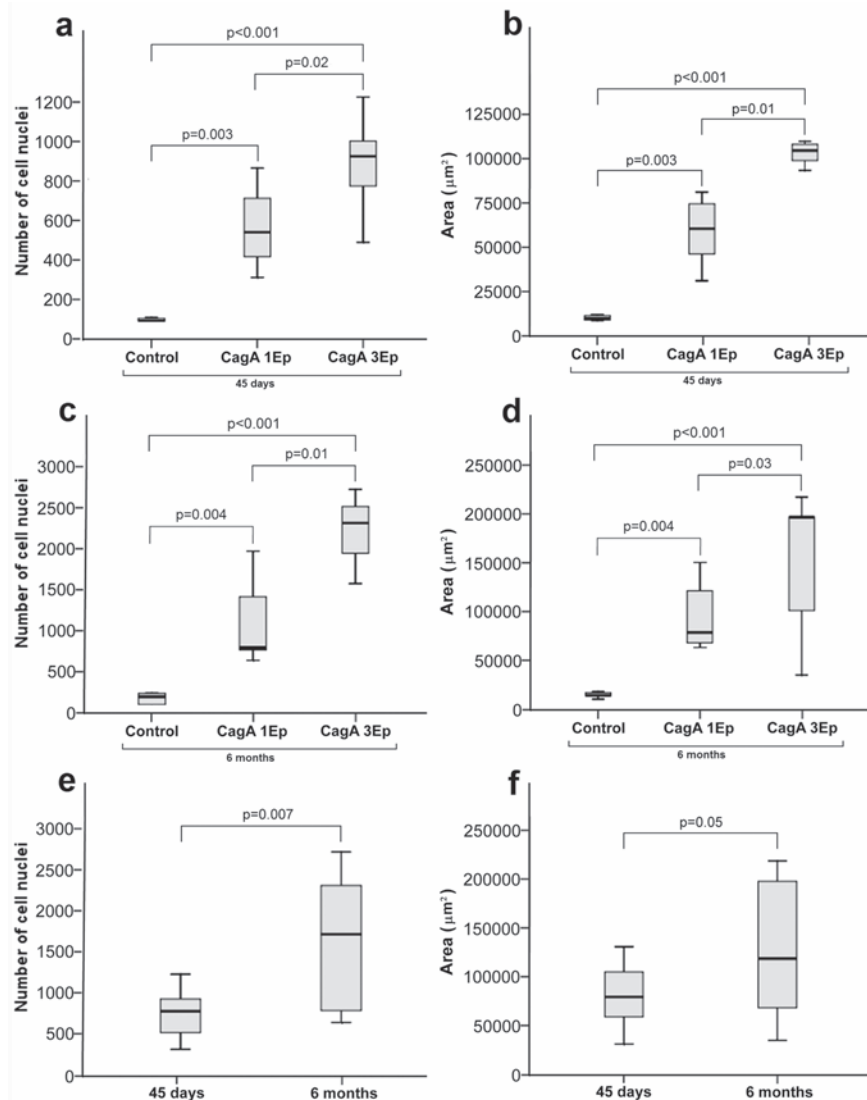 a
Number of cell nuclei
1200
1000
800
600
400
200
0
p<0.001
p=0.02
p=0.003
Control CagA 1Ep CagA 3Ep
45 days
b
Area (μm²)
125000
100000
75000
50000
25000
0
p<0.001
p=0.01
p=0.003
Control CagA 1Ep CagA 3Ep
45 days
c
Number of cell nuclei
3000
2500
2000
1500
1000
500
0
p<0.001
p=0.01
p=0.004
Control CagA 1Ep CagA 3Ep
6 months
d
Area (μm²)
250000
200000
150000
100000
50000
0
p<0.001
p=0.03
p=0.004
Control CagA 1Ep CagA 3Ep
6 months
e
Number of cell nuclei
3000
2500
2000
1500
1000
500
0
p=0.007
45 days 6 months
f
Area (μm²)
250000
200000
150000
100000
50000
0
p=0.05
45 days 6 months